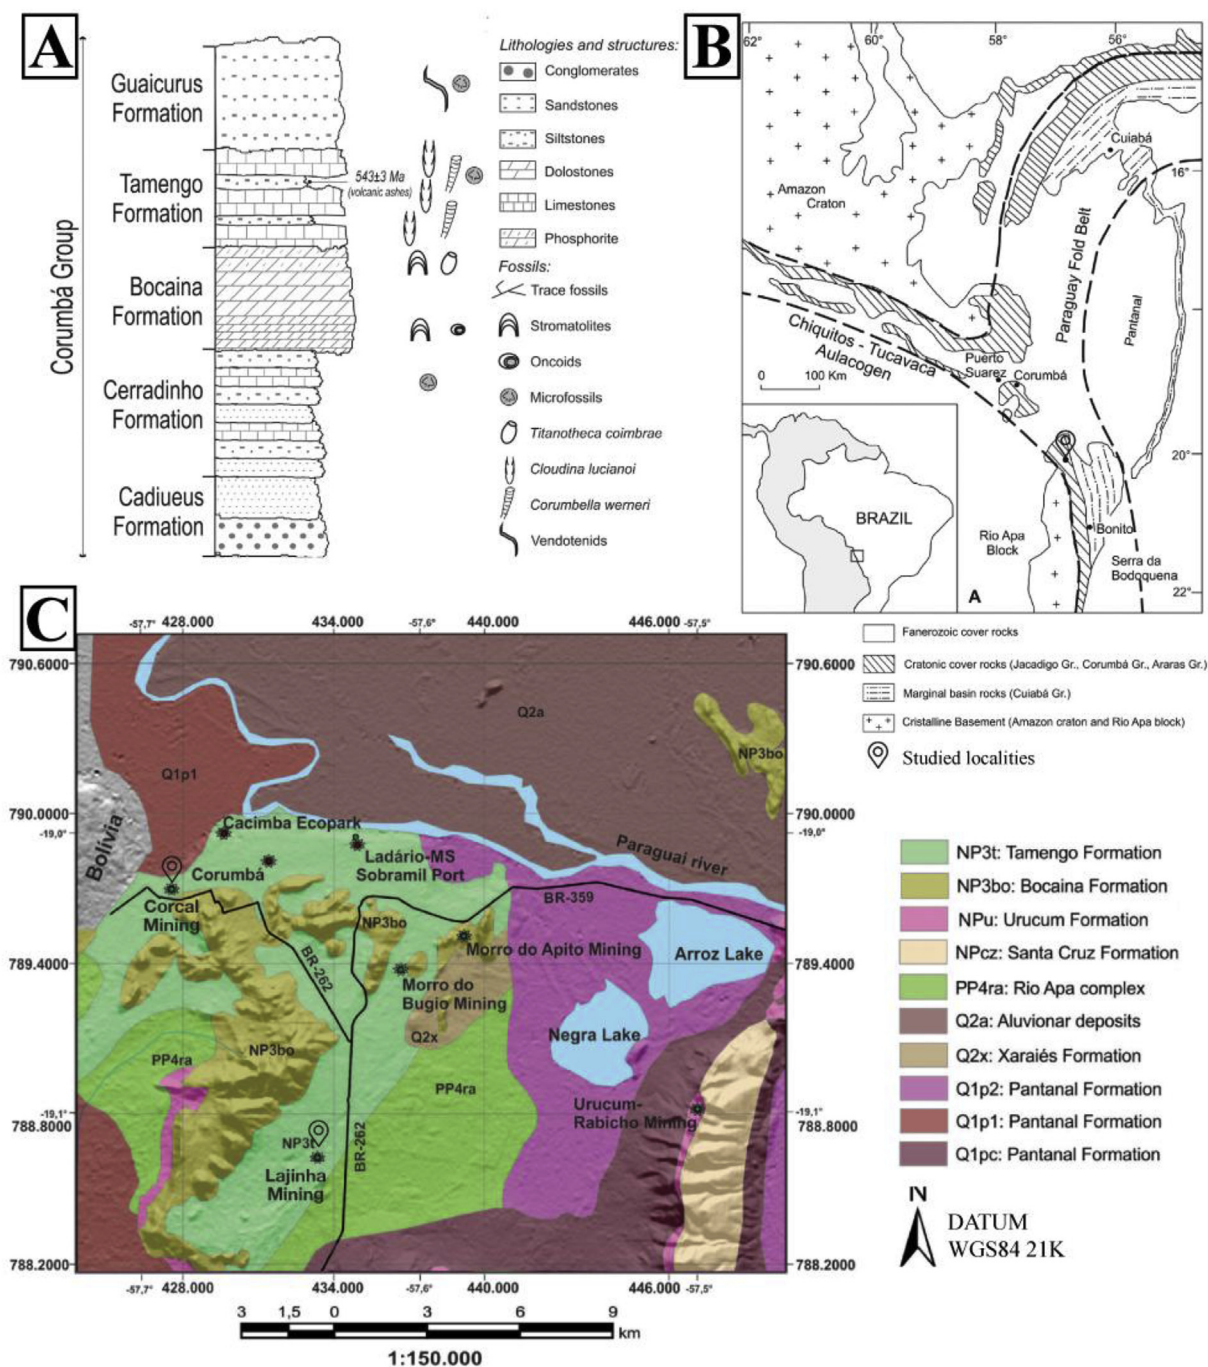 A
Corumbá Group
Guaicurus
Formation
Tamengo
Formation
Bocaina
Formation
Cerradinho
Formation
Cadiueus
Formation
543±3 Ma
(volcanic ashes)
Lithologies and structures:
Conglomerates
Sandstones
Siltstones
Dolostones
Limestones
Phosphorite
Fossils:
Trace fossils
Stromatolites
Oncoids
Microfossils
Titanotheca coimbrae
Cloudina lucianoi
Corumbella werneri
Vendotenids
B
62°
60°
58°
56°
16°
20°
22°
Cuiabá
Amazon
Craton
Paraguay Fold Belt
Pantanal
Chiquitos - Tucavaca
Aulacogen
Puerto
Suarez
Corumbá
0 100 Km
BRAZIL
Rio Apa
Block
Bonito
Serra da
Bodoquena
A
Fanerozoic cover rocks
Cratonic cover rocks (Jacadigo Gr., Corumbá Gr., Araras Gr.)
Marginal basin rocks (Cuiabá Gr.)
Cristalline Basement (Amazon craton and Rio Apa block)
Studied localities
C
-57,7° 428.000 434.000 -57,6° 440.000 446.000 -57,5°
790.6000 790.6000
790.0000 790.0000
-19,0° -19,0°
789.4000 789.4000
-19,1° -19,1°
788.8000 788.8000
788.2000 788.2000
Q2a
NP3bo
Q1p1
Bolivia
Cacimba Ecopark
Corumbá
Ladário-MS
Sobramil Port
Paraguai river
Corcal
Mining
BR-359
NP3bo
BR-262
Morro do Apito Mining
Arroz Lake
Morro do
Bugio Mining
Negra Lake
Q2x
NP3bo
PP4ra
PP4ra
Urucum-
Rabicho Mining
NP3t
BR-262
Lajinha
Mining
-57,7° 428.000 434.000 -57,6° 440.000 446.000 -57,5°
3 1,5 0 3 6 9
km
1:150.000
NP3t: Tamengo Formation
NP3bo: Bocaina Formation
NPu: Urucum Formation
NPcz: Santa Cruz Formation
PP4ra: Rio Apa complex
Q2a: Aluvionar deposits
Q2x: Xaraiés Formation
Q1p2: Pantanal Formation
Q1p1: Pantanal Formation
Q1pc: Pantanal Formation
N
DATUM
WGS84 21K